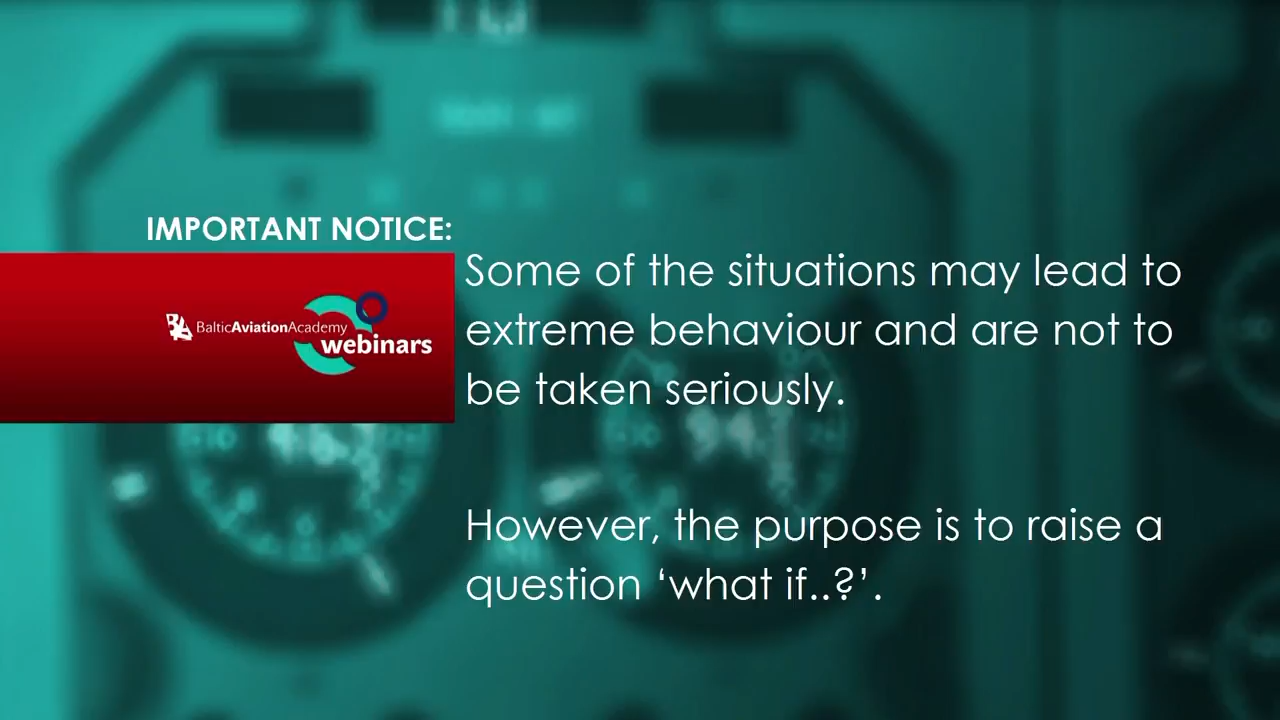 IMPORTANT NOTICE:
BalticAviationAcademy
webinars
Some of the situations may lead to
extreme behaviour and are not to
be taken seriously.
However, the purpose is to raise a
question ‘what if..?’.